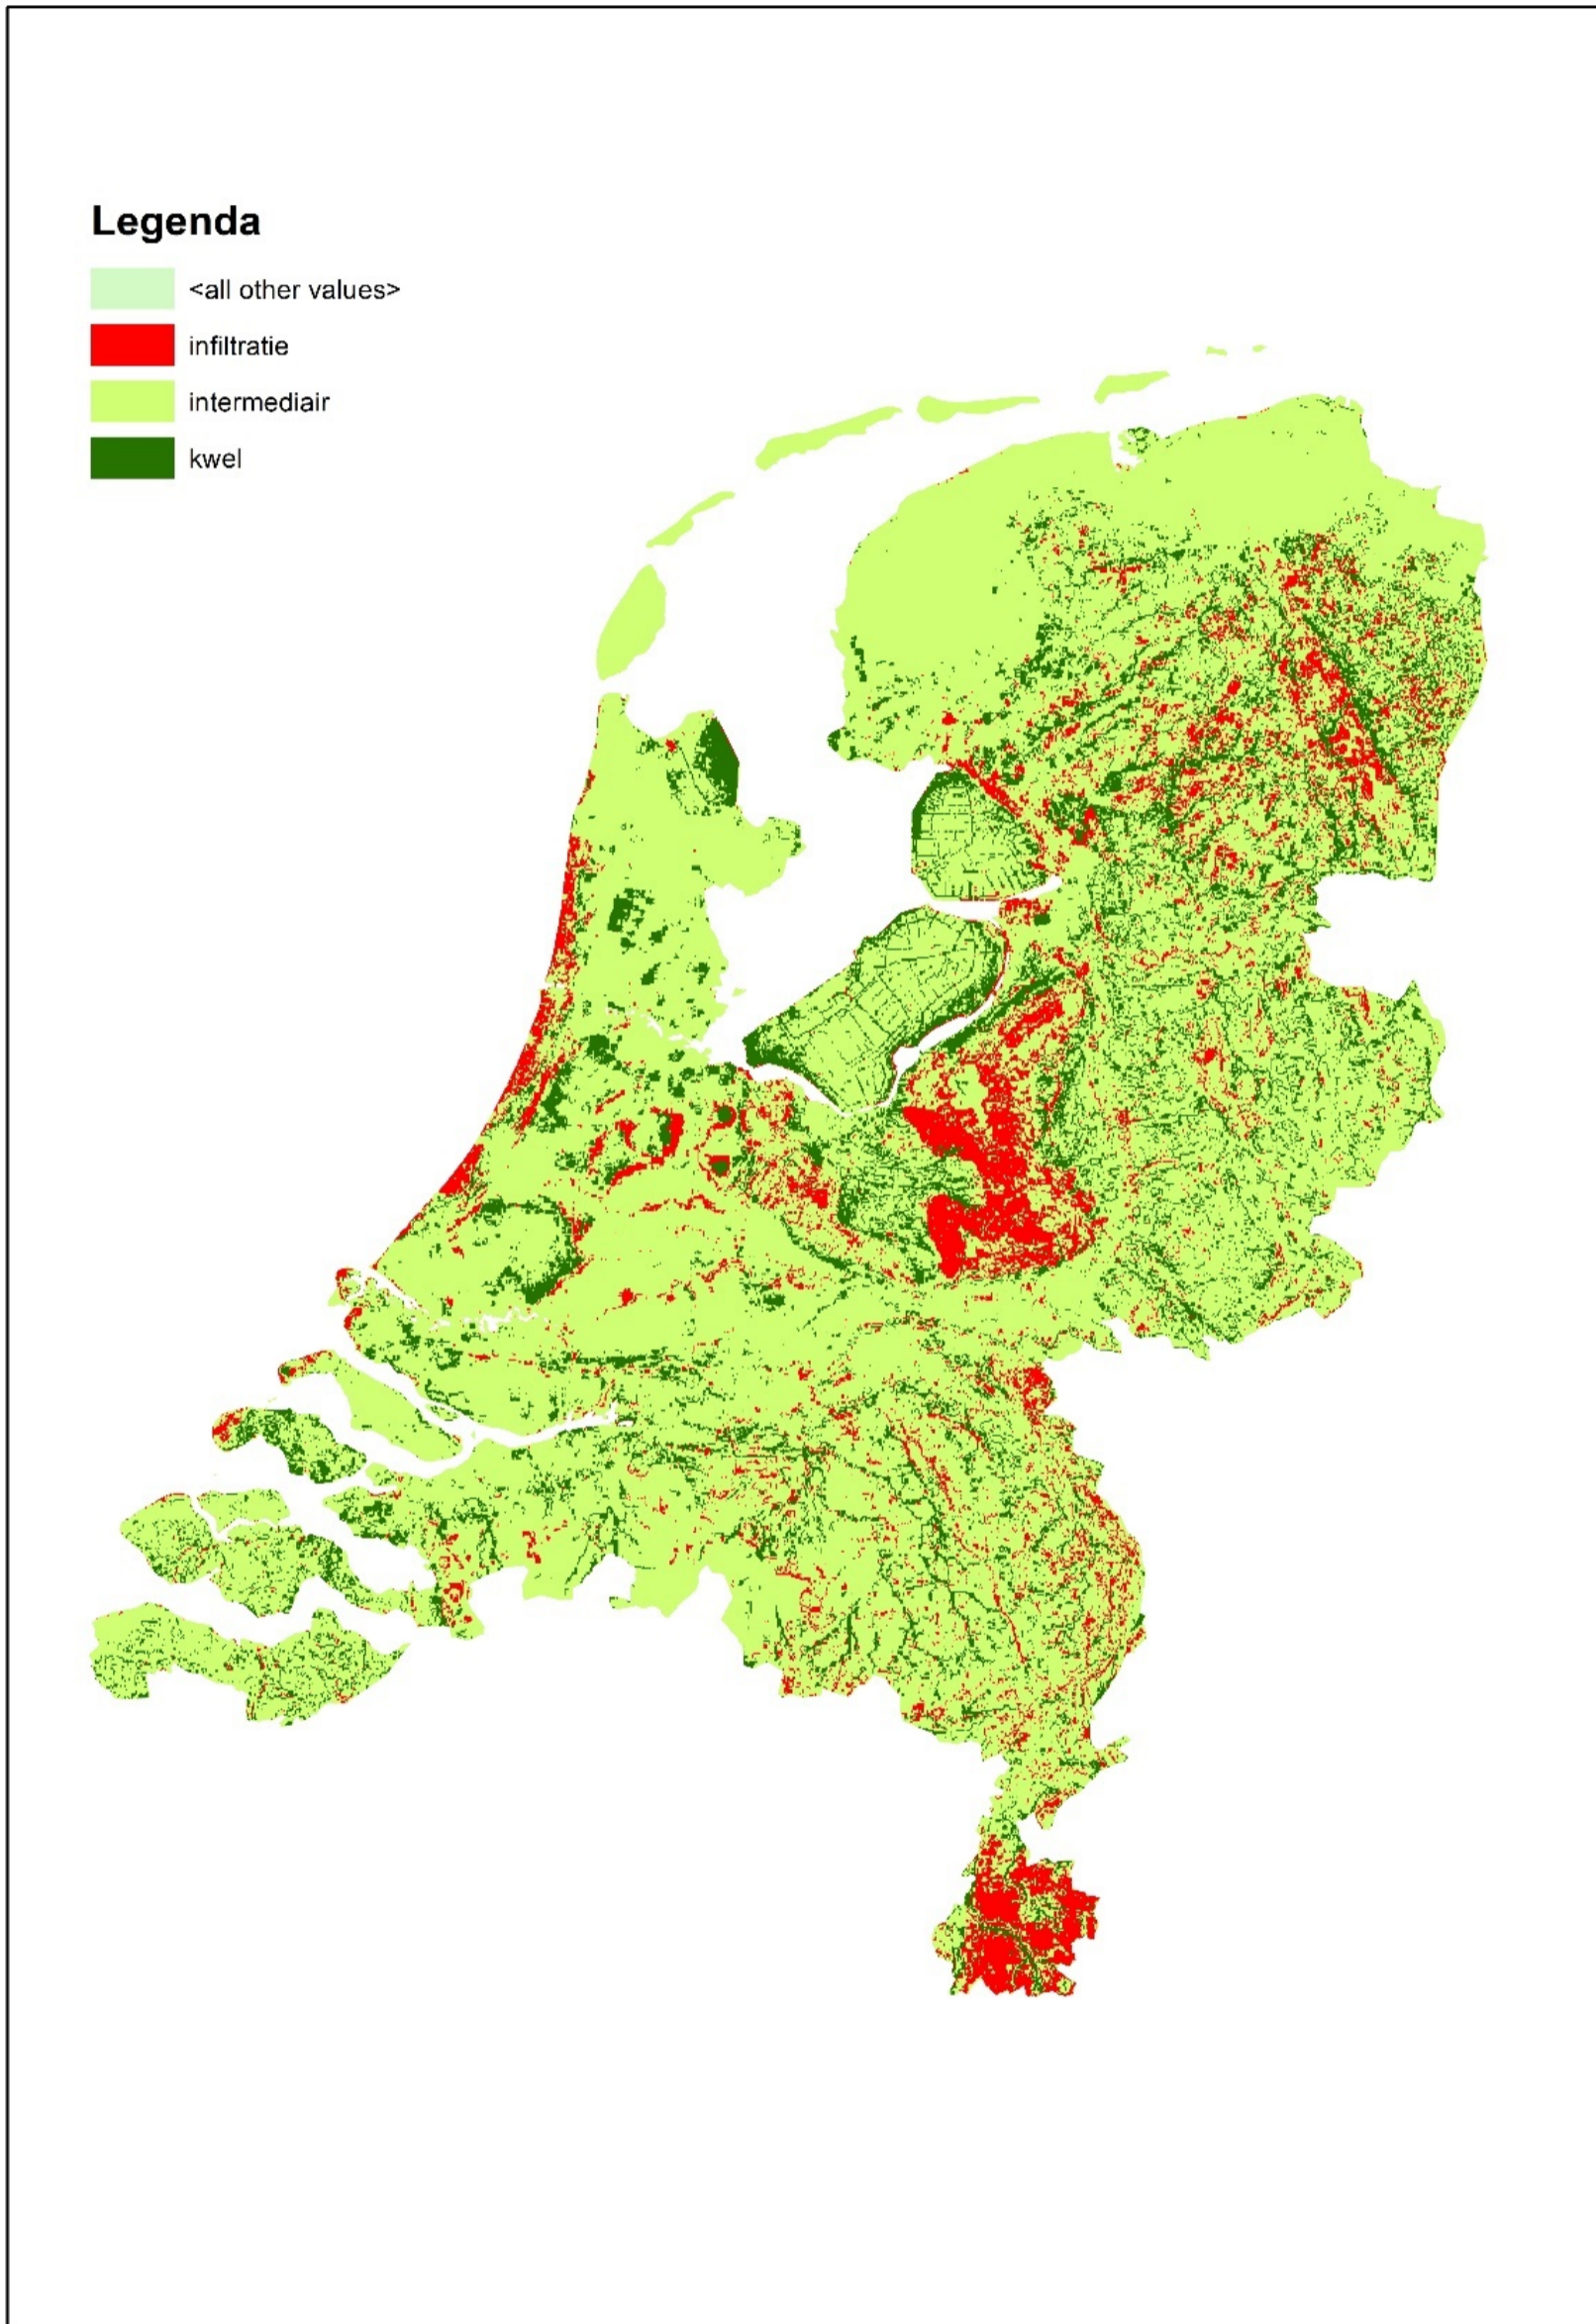 Legenda
<all other values>
infiltratie
intermediair
kwel